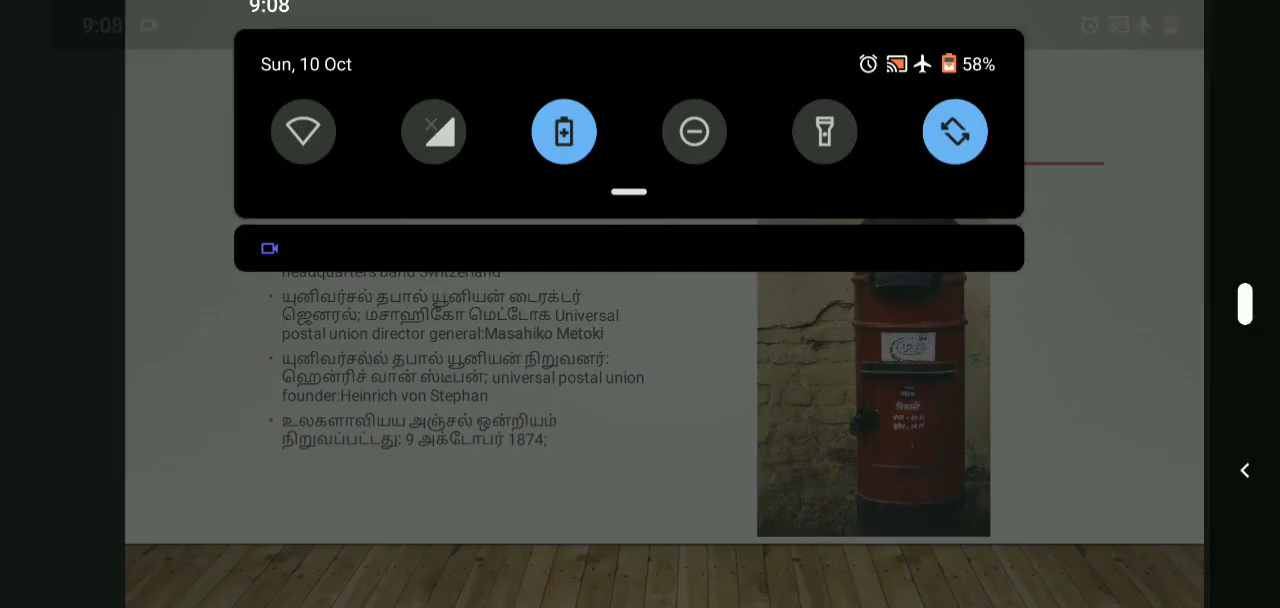 9:08
9:08
Sun, 10 Oct
58%
headquarters band Switzerland
• யுனிவர்சல் தபால் யூனியன் டைரக்டர்
ஜெனரல்; மசாஹிகோ மெட்டோக Universal
postal union director general:Masahiko Metoki
• யுனிவர்சல்ல் தபால் யூனியன் நிறுவனர்:
ஹென்ரிச் வான் ஸ்டீபன்; universal postal union
founder:Heinrich von Stephan
• உலகளாவியய அஞ்சல் ஒன்றியம்
நிறுவப்பட்டது: 9 அக்டோபர் 1874;